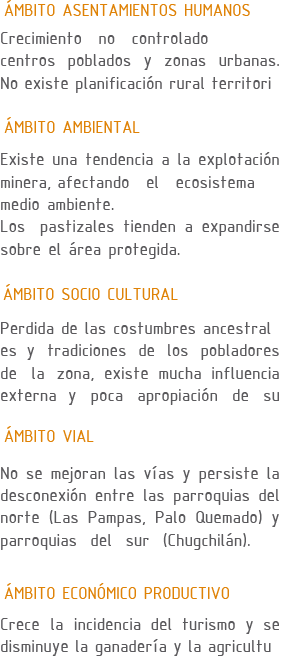 ÁMBITO ASENTAMIENTOS HUMANOS
Crecimiento no controlado
centros poblados y zonas urbanas.
No existe planificación rural territori
ÁMBITO AMBIENTAL
Existe una tendencia a la explotación
minera, afectando el ecosistema
medio ambiente.
Los pastizales tienden a expandirse
sobre el área protegida.
ÁMBITO SOCIO CULTURAL
Perdida de las costumbres ancestral
es y tradiciones de los pobladores
de la zona, existe mucha influencia
externa y poca apropiación de su
ÁMBITO VIAL
No se mejoran las vías y persiste la
desconexión entre las parroquias del
norte (Las Pampas, Palo Quemado) y
parroquias del sur (Chugchilán).
ÁMBITO ECONÓMICO PRODUCTIVO
Crece la incidencia del turismo y se
disminuye la ganadería y la agricultu